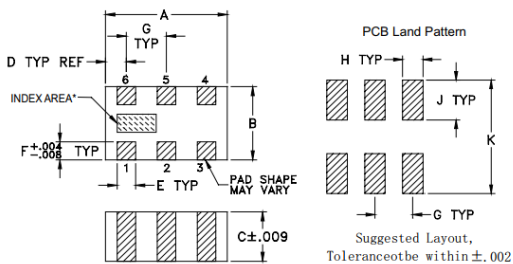 A
G
TYP
D TYP REF
6 5 4
INDEX AREA*
B
F+.004
-.008 TYP
1 2 3
E TYP
PAD SHAPE
MAY VARY
C±.009
PCB Land Pattern
H TYP
J TYP
K
G TYP
Suggested Layout,
Toleranceotbe within±.002